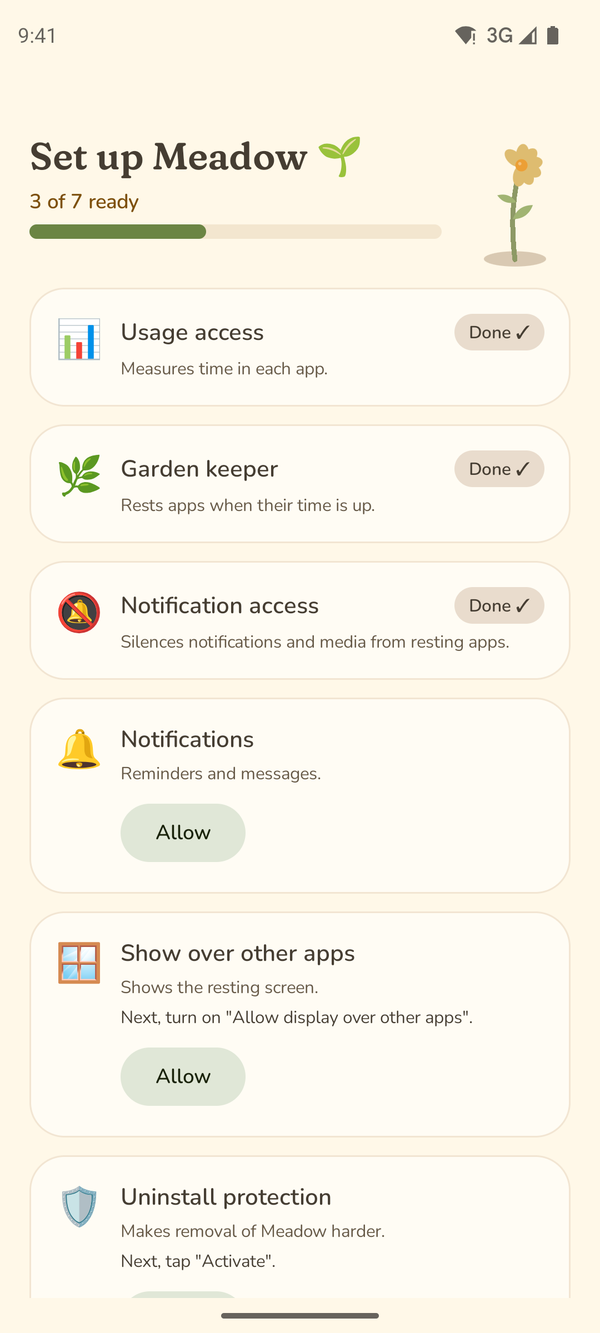 9:41
3G
Set up Meadow 🌱
3 of 7 ready
Usage access
Done ✓
Measures time in each app.
Garden keeper
Done ✓
Rests apps when their time is up.
Notification access
Done ✓
Silences notifications and media from resting apps.
Notifications
Reminders and messages.
Allow
Show over other apps
Shows the resting screen.
Next, turn on "Allow display over other apps".
Allow
Uninstall protection
Makes removal of Meadow harder.
Next, tap "Activate".